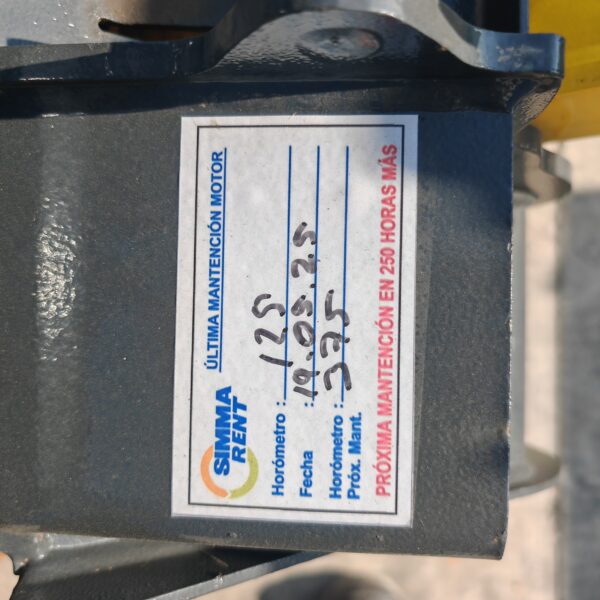 SIMMA
RENT
ÚLTIMA MANTENCIÓN MOTOR
Horómetro : 125
Fecha : 19.05.25
Horómetro : 375
Próx. Mant.
PRÓXIMA MANTENCIÓN EN 250 HORAS MÁS